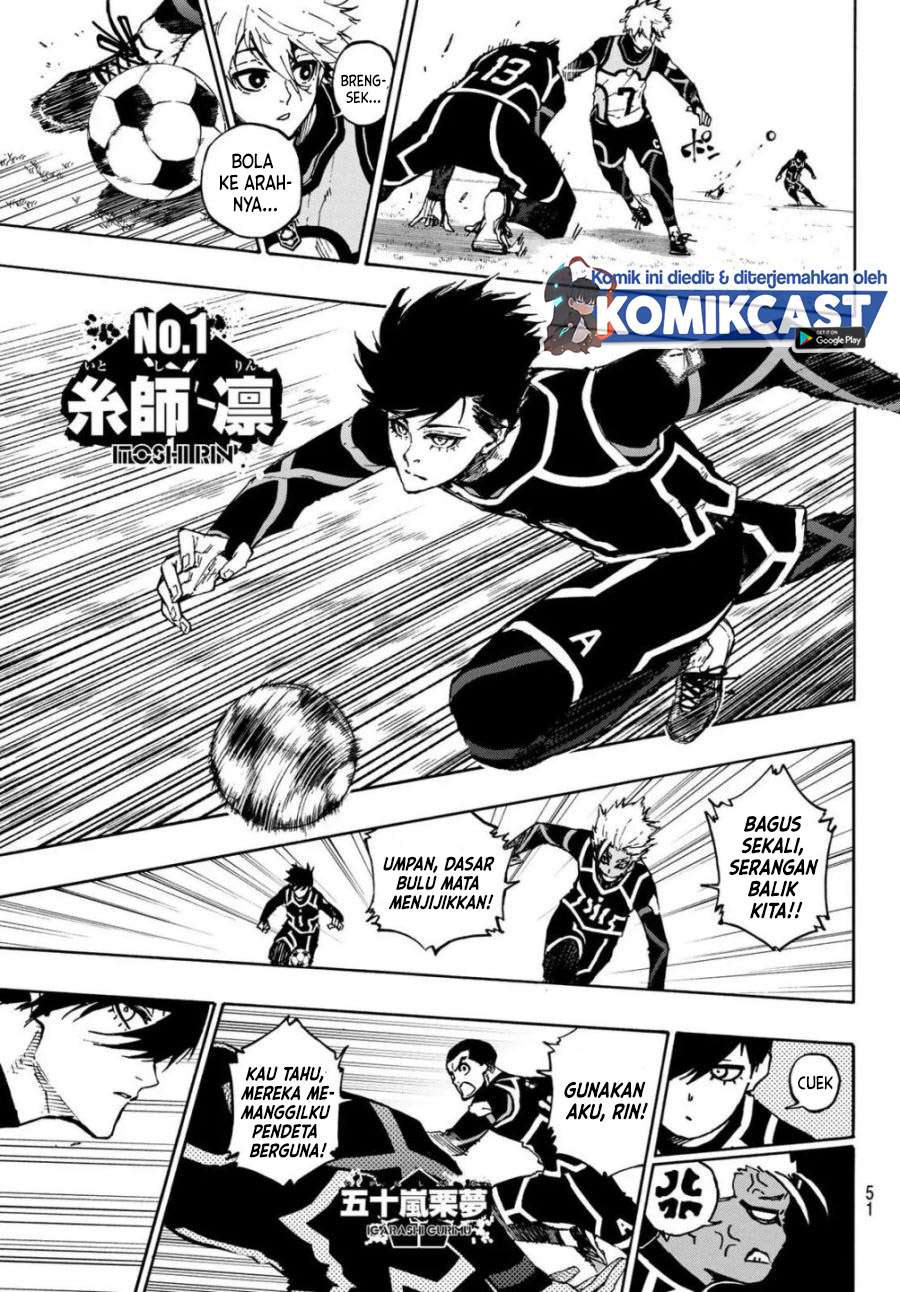 13
7
BRENG-
SEK...
BOLA
KE ARAH-
NYA...
Komik ini diedit & diterjemahkan oleh
KOMIKCAST
GET IT ON
Google Play
No.1
いとしりん
糸師 凛
ITOSHI RIN
A
BAGUS
SEKALI,
SERANGAN
BALIK
KITA!!
UMPAN, DASAR
BULU MATA
MENJIJIKKAN!
CUEK
GUNAKAN
AKU, RIN!
KAU TAHU,
MEREKA ME-
MANGGILKU
PENDETA
BERGUNA!
五十嵐栗夢
IGARASHI GURIMU
A
51